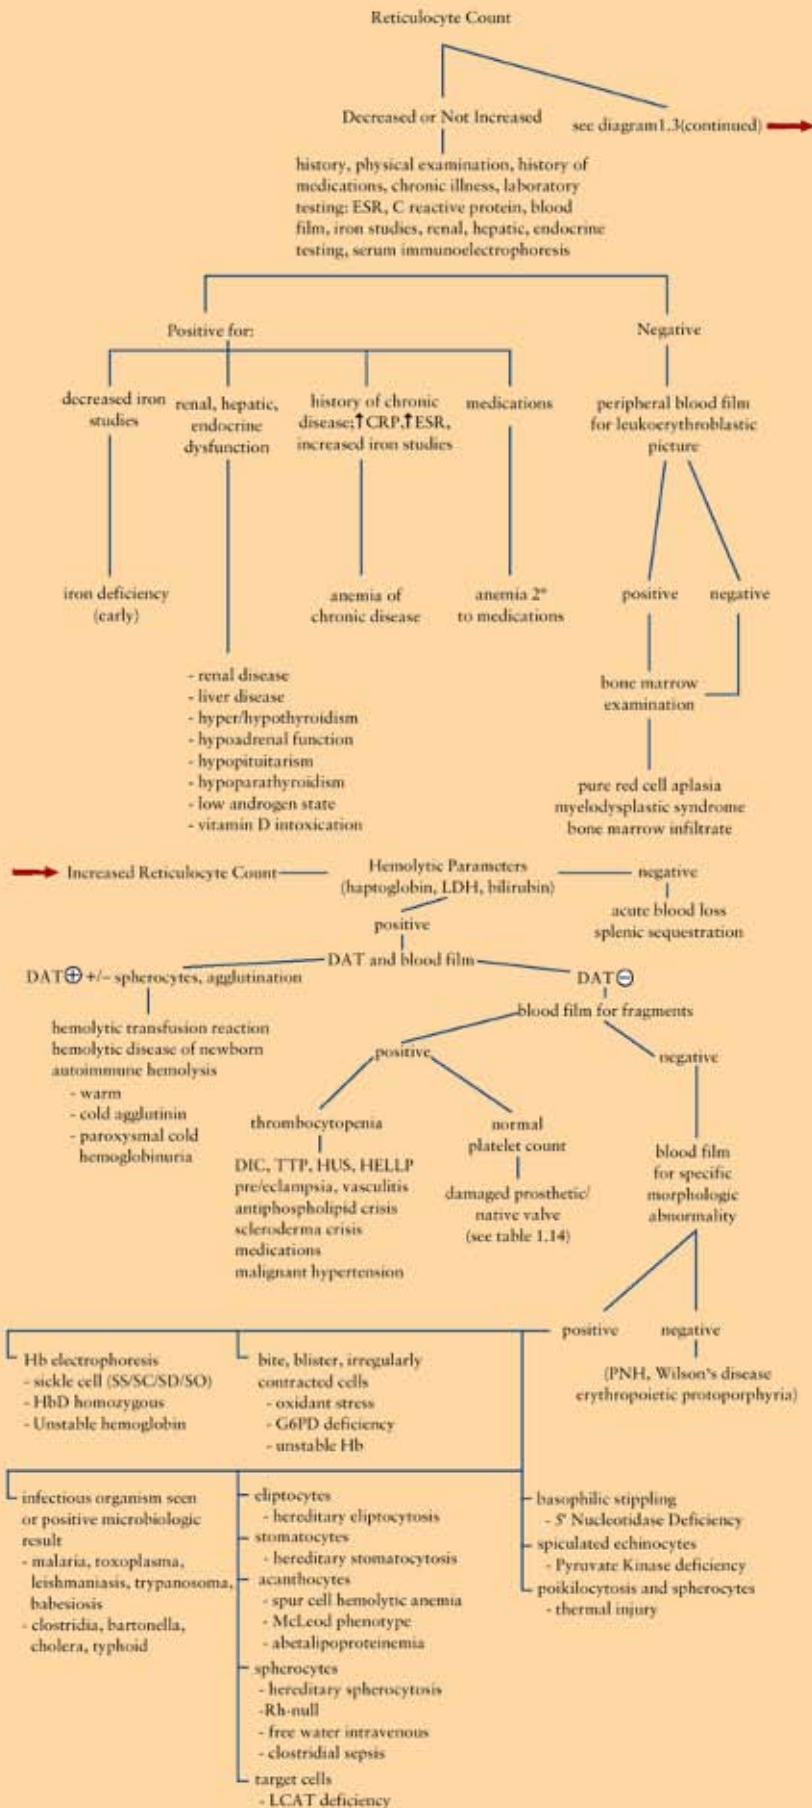 Reticulocyte Count
Decreased or Not Increased
see diagram1.3(continued)
history, physical examination, history of
medications, chronic illness, laboratory
testing: ESR, C reactive protein, blood
film, iron studies, renal, hepatic, endocrine
testing, serum immunoelectrophoresis
Positive for:
Negative
decreased iron
studies
renal, hepatic,
endocrine
dysfunction
history of chronic
disease;↑CRP,↑ESR,
increased iron studies
medications
peripheral blood film
for leukoerythroblastic
picture
iron deficiency
(early)
anemia of
chronic disease
anemia 2°
to medications
positive
negative
- renal disease
- liver disease
- hyper/hypothyroidism
- hypoadrenal function
- hypopituitarism
- hypoparathyroidism
- low androgen state
- vitamin D intoxication
bone marrow
examination
pure red cell aplasia
myelodysplastic syndrome
bone marrow infiltrate
Increased Reticulocyte Count
Hemolytic Parameters
(haptoglobin, LDH, bilirubin)
negative
acute blood loss
splenic sequestration
positive
DAT and blood film
DAT⊕ +/– spherocytes, agglutination
DAT⊖
hemolytic transfusion reaction
hemolytic disease of newborn
autoimmune hemolysis
- warm
- cold agglutinin
- paroxysmal cold
hemoglobinuria
blood film for fragments
positive
negative
thrombocytopenia
normal
platelet count
DIC, TTP, HUS, HELLP
pre/eclampsia, vasculitis
antiphospholipid crisis
scleroderma crisis
medications
malignant hypertension
damaged prosthetic/
native valve
(see table 1.14)
blood film
for specific
morphologic
abnormality
positive
negative
(PNH, Wilson's disease
erythropoietic protoporphyria)
Hb electrophoresis
- sickle cell (SS/SC/SD/SO)
- HbD homozygous
- Unstable hemoglobin
bite, blister, irregularly
contracted cells
- oxidant stress
- G6PD deficiency
- unstable Hb
infectious organism seen
or positive microbiologic
result
- malaria, toxoplasma,
leishmaniasis, trypanosoma,
babesiosis
- clostridia, bartonella,
cholera, typhoid
eliptocytes
- hereditary eliptocytosis
stomatocytes
- hereditary stomatocytosis
acanthocytes
- spur cell hemolytic anemia
- McLeod phenotype
- abetalipoproteinemia
spherocytes
- hereditary spherocytosis
-Rh-null
- free water intravenous
- clostridial sepsis
target cells
- LCAT deficiency
basophilic stippling
- 5' Nucleotidase Deficiency
spiculated echinocytes
- Pyruvate Kinase deficiency
poikilocytosis and spherocytes
- thermal injury